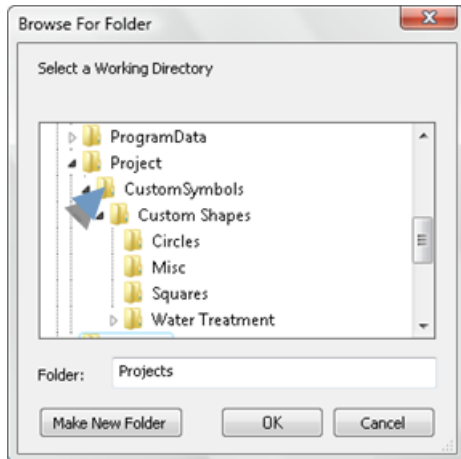 Browse For Folder
Select a Working Directory
ProgramData
Project
CustomSymbols
Custom Shapes
Circles
Misc
Squares
Water Treatment
Folder: Projects
Make New Folder OK Cancel